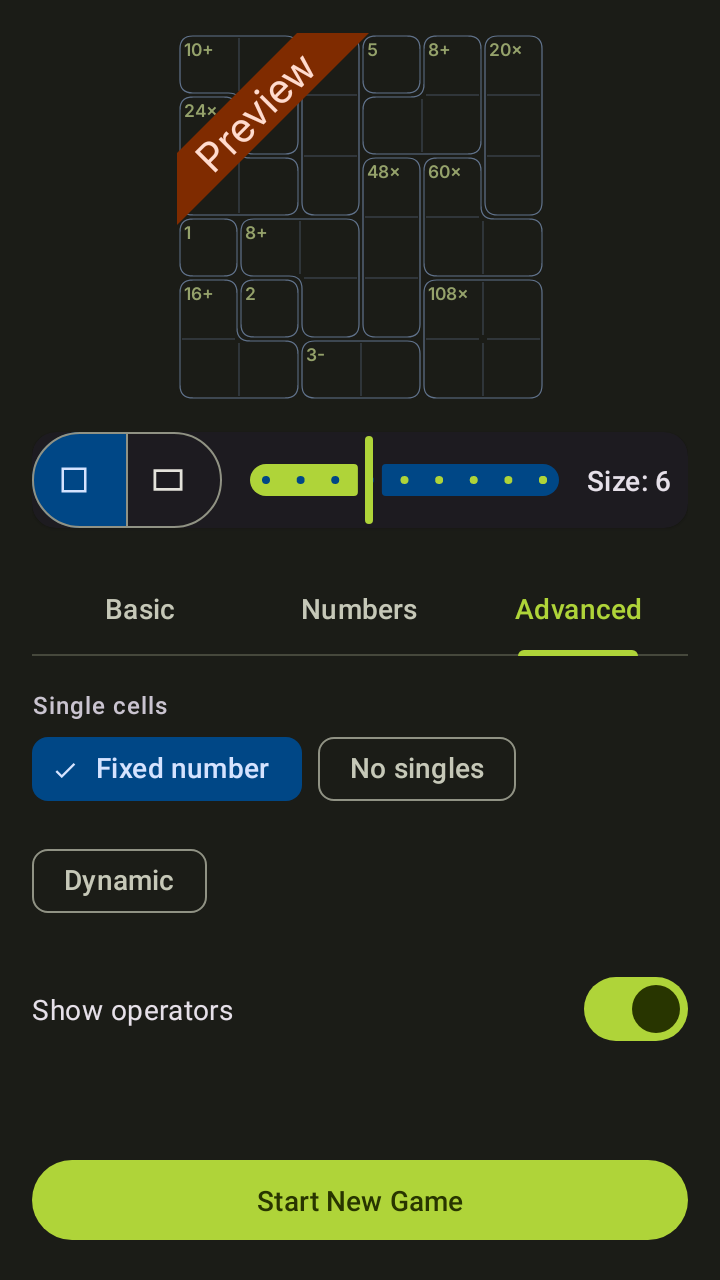 10+ 5 8+ 20×
24×
Preview
48× 60×
1 8+
16+ 2 108×
3-
Size: 6
Basic Numbers Advanced
Single cells
Fixed number No singles
Dynamic
Show operators
Start New Game